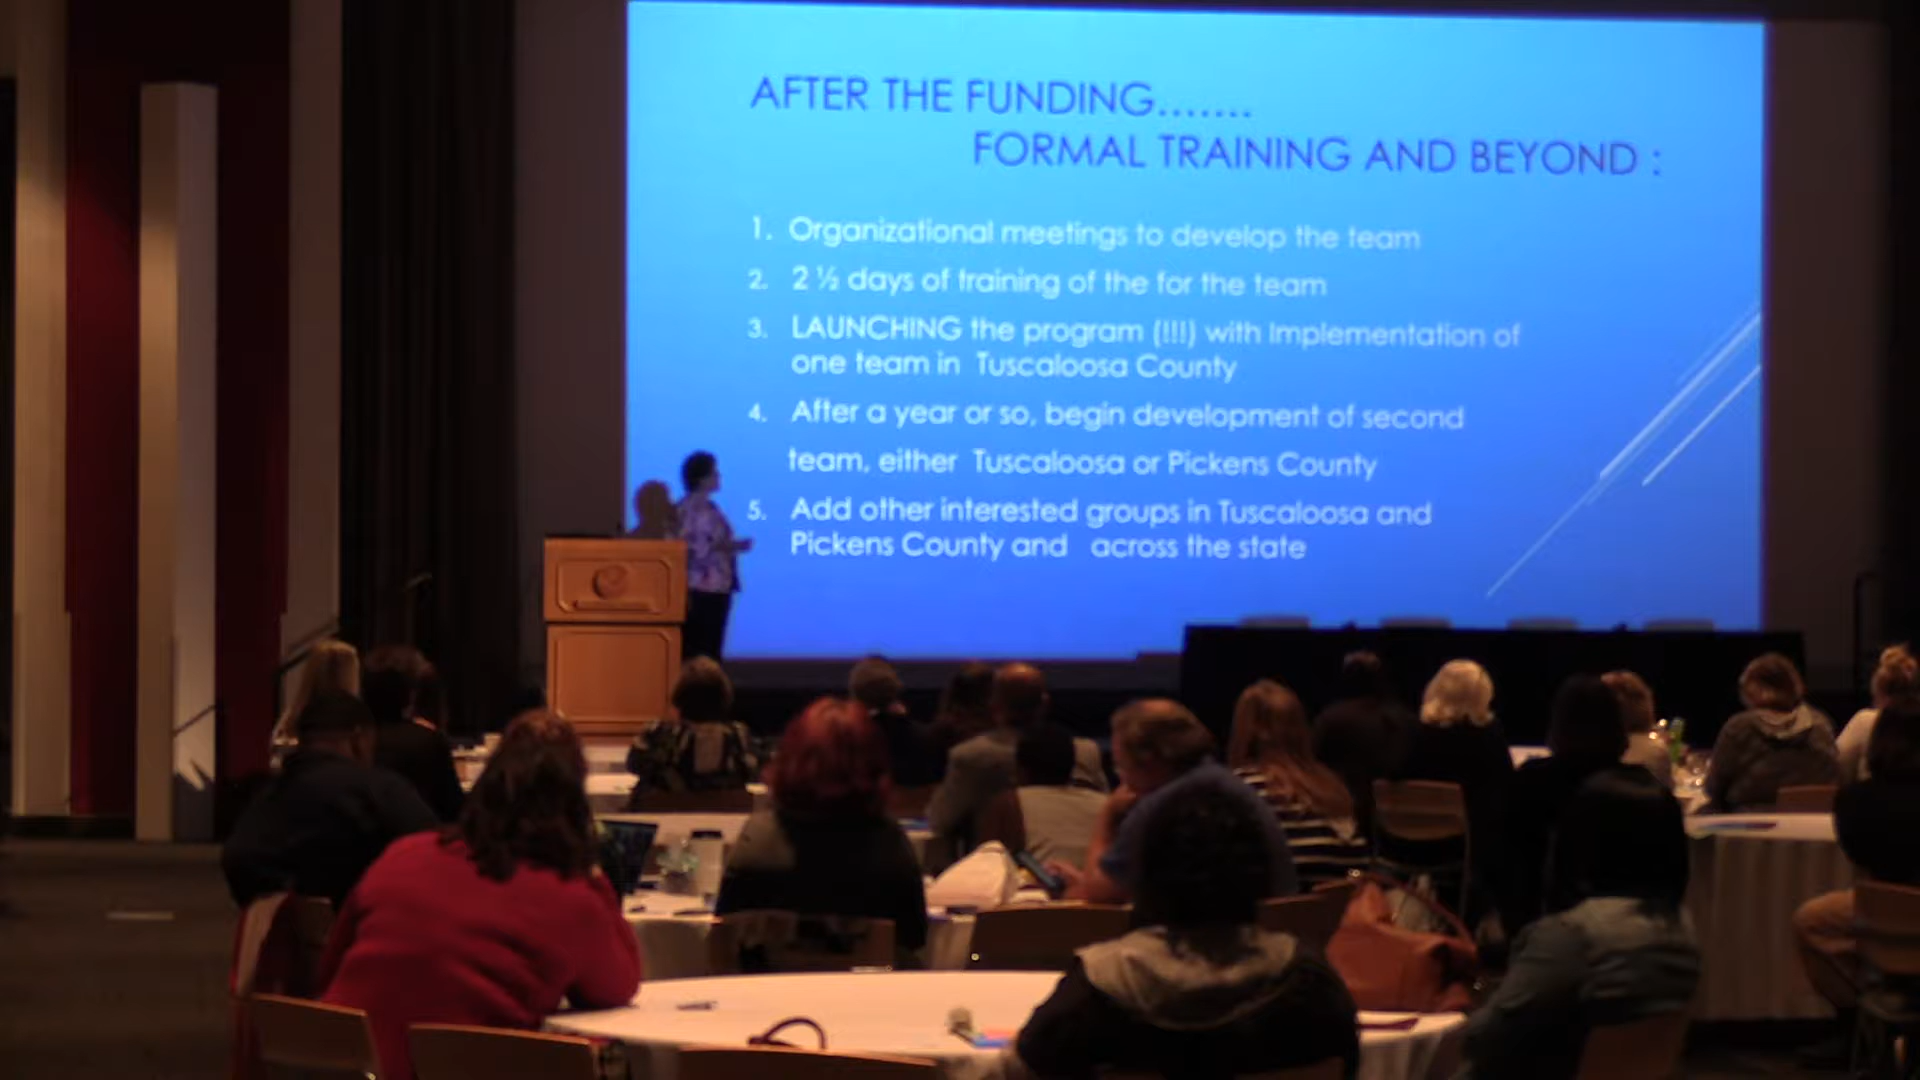 AFTER THE FUNDING.......
FORMAL TRAINING AND BEYOND :
1. Organizational meetings to develop the team
2. 2 ½ days of training of the for the team
3. LAUNCHING the program (!!!) with Implementation of
one team in Tuscaloosa County
4. After a year or so, begin development of second
team, either Tuscaloosa or Pickens County
5. Add other interested groups in Tuscaloosa and
Pickens County and across the state